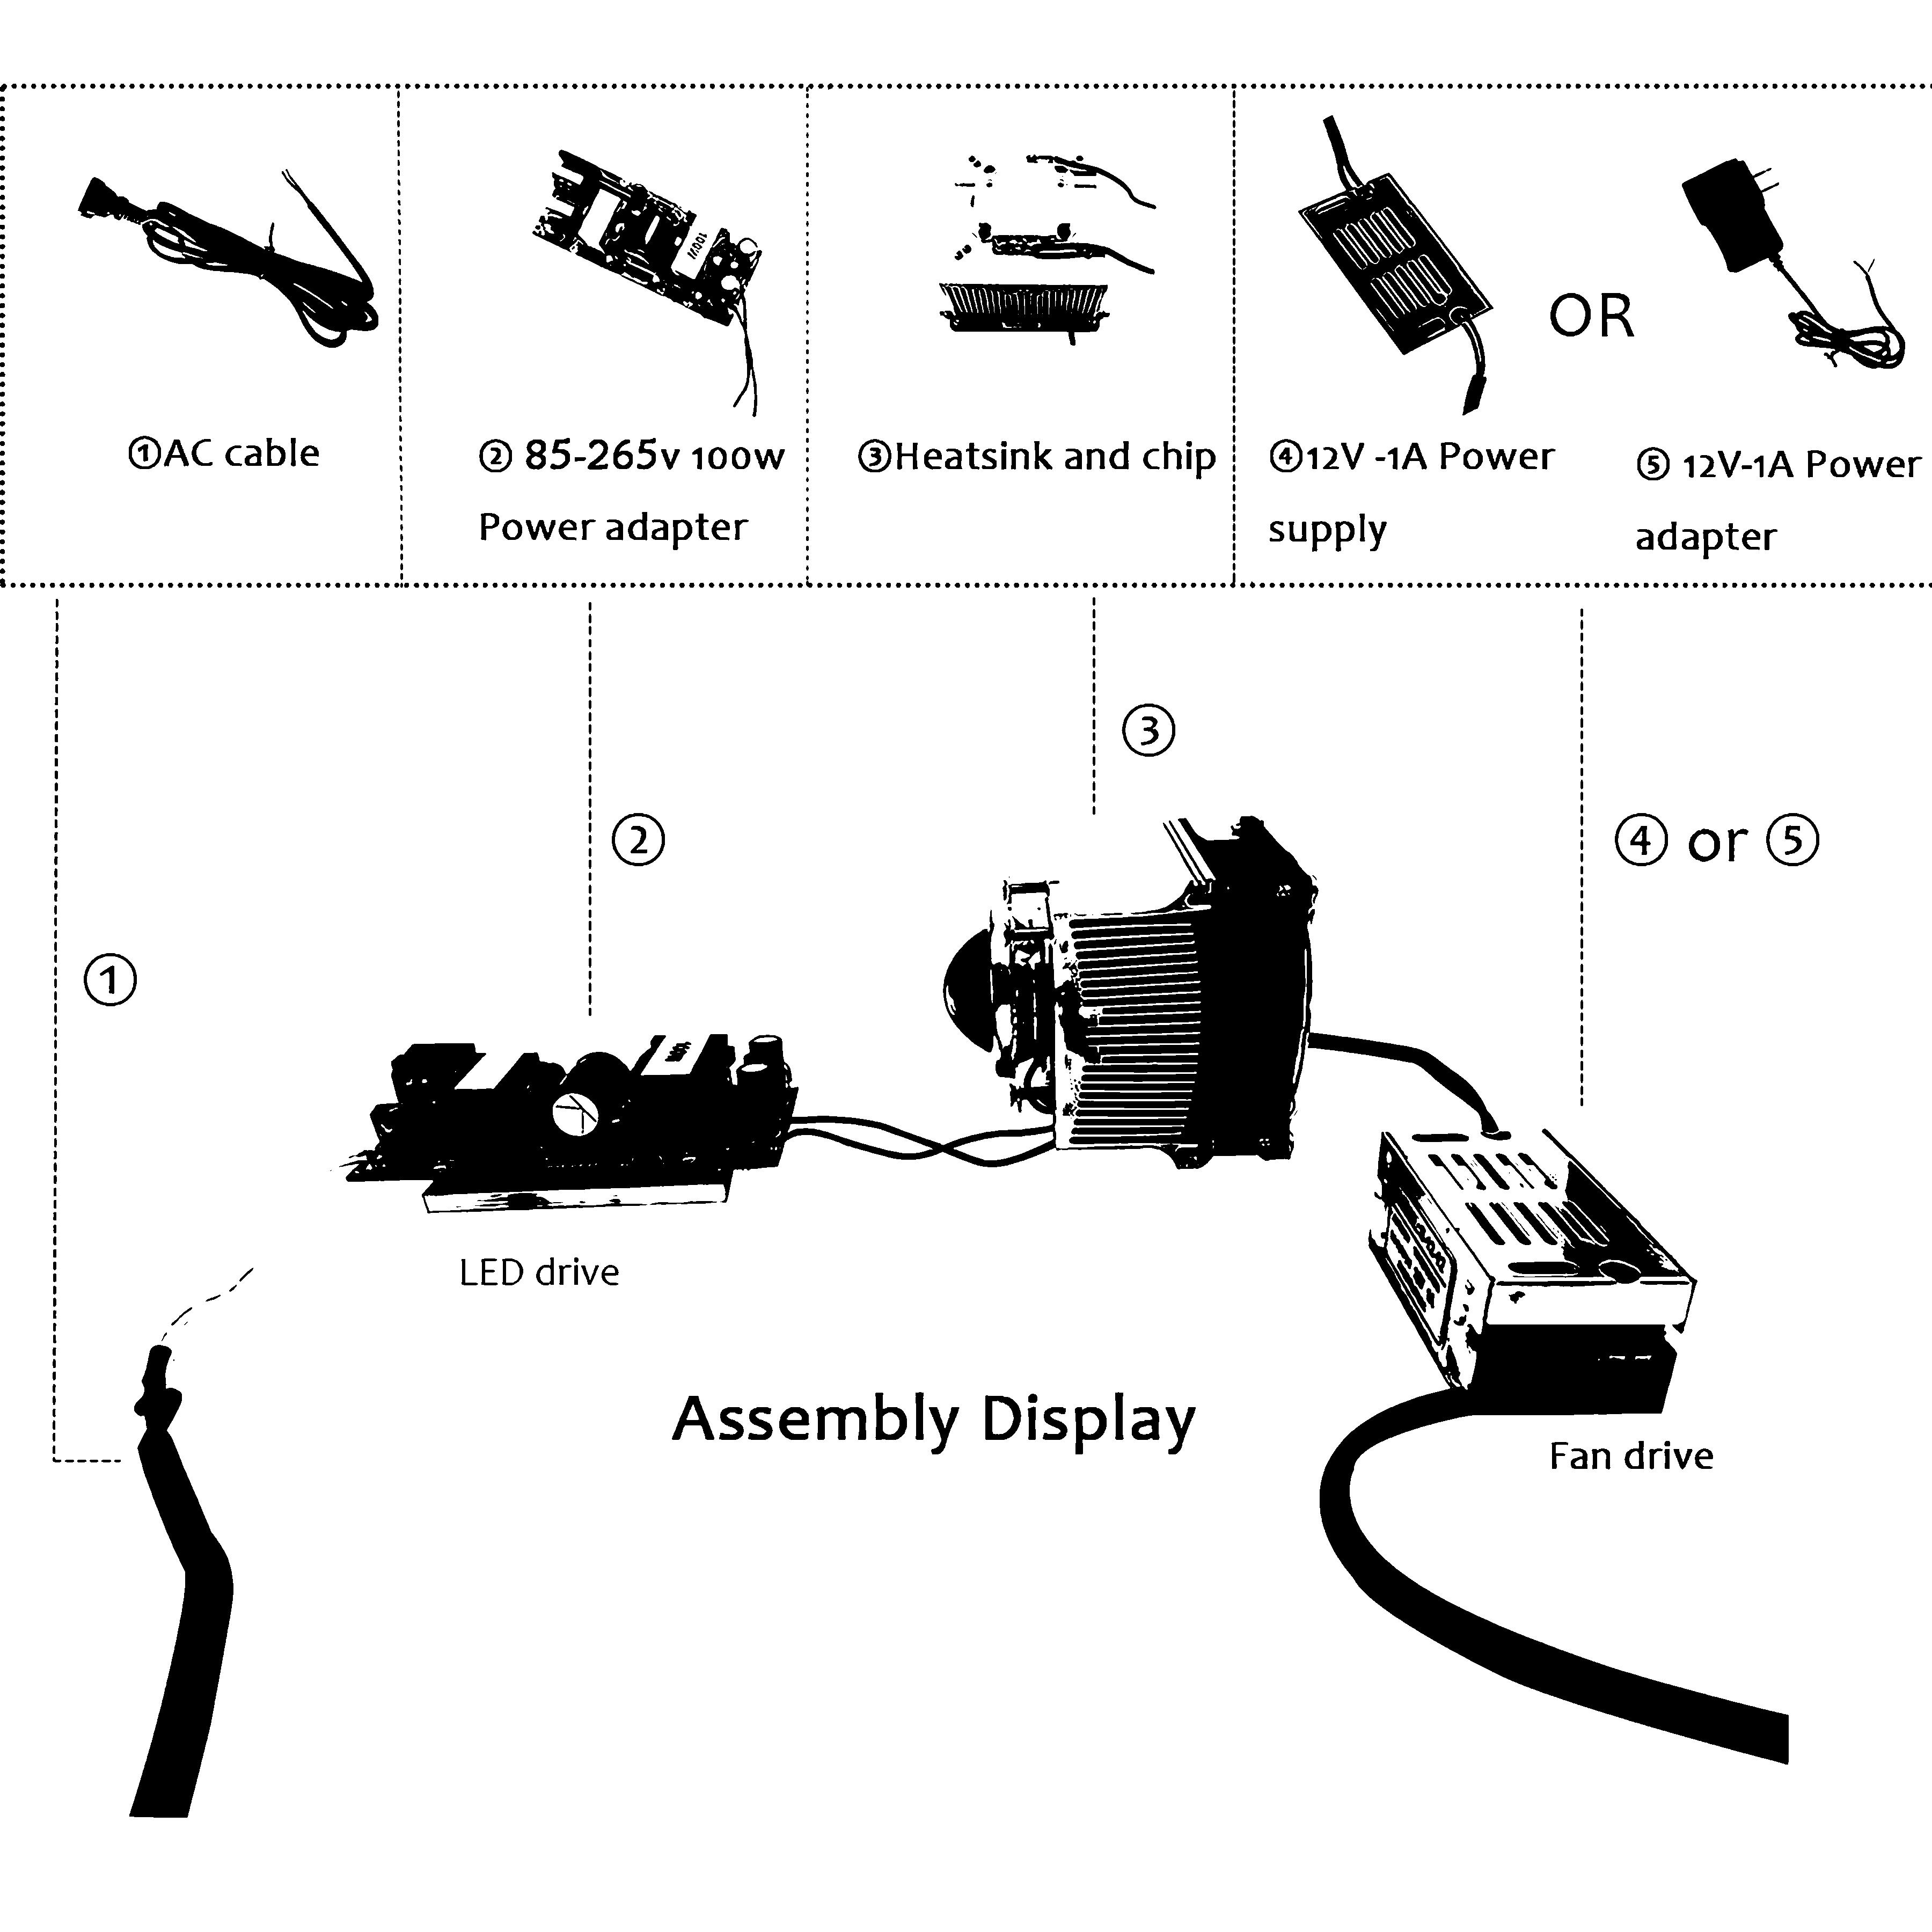 OR
①AC cable
② 85-265v 100w
Power adapter
③Heatsink and chip
④12V -1A Power
supply
⑤ 12V-1A Power
adapter
100W
③
②
④ or ⑤
①
LED drive
Assembly Display
Fan drive